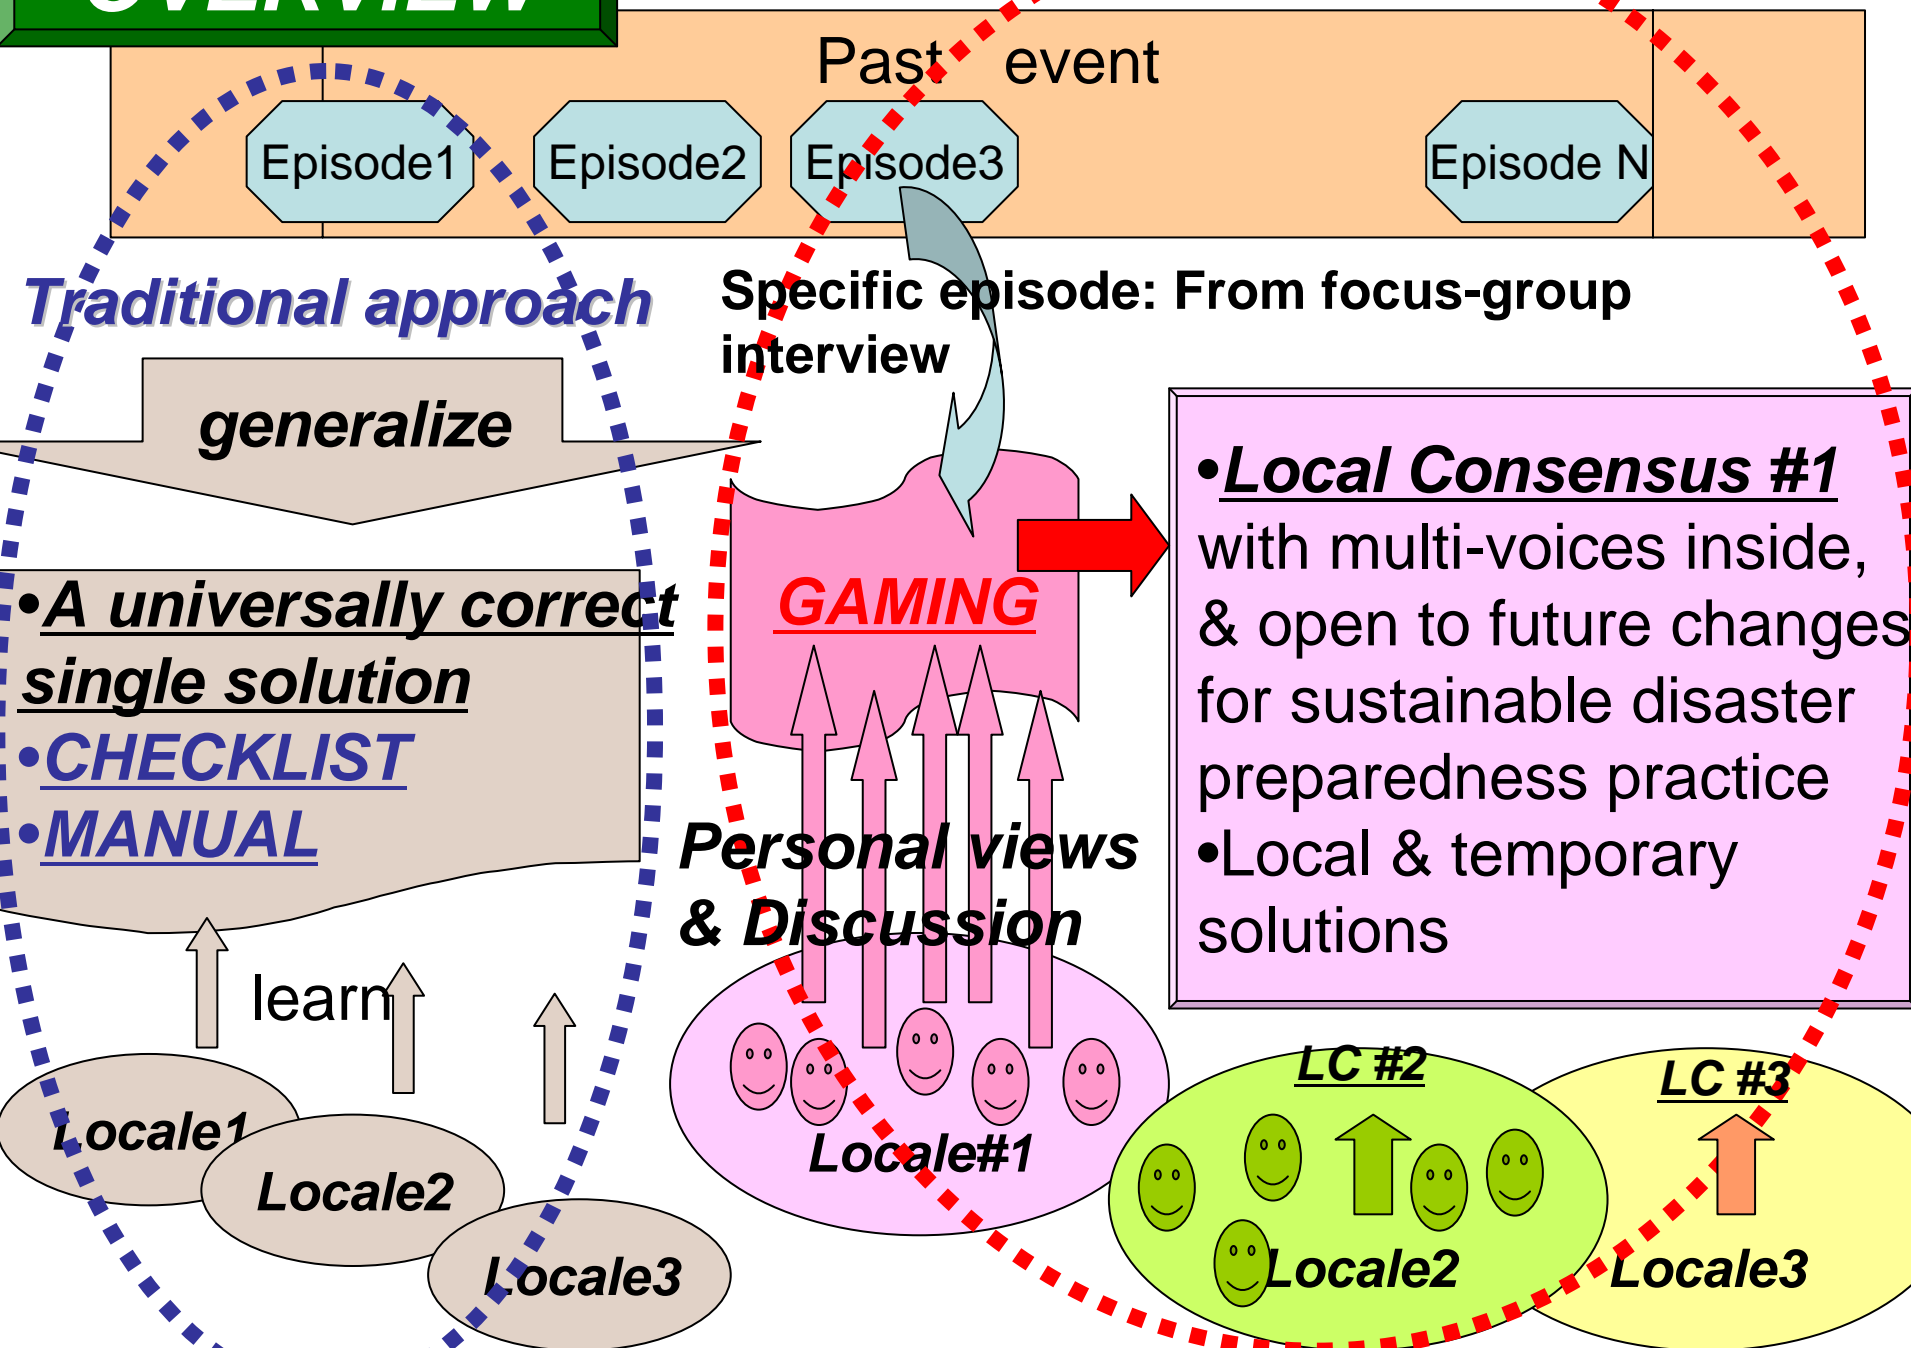 OVERVIEW
Past event
Episode1 Episode2 Episode3 Episode N
Traditional approach
generalize
•A universally correct
single solution
•CHECKLIST
•MANUAL
learn
Locale1
Locale2
Locale3
Specific episode: From focus-group
interview
GAMING
Personal views
& Discussion
Locale#1
•Local Consensus #1
with multi-voices inside,
& open to future changes
for sustainable disaster
preparedness practice
•Local & temporary
solutions
LC #2
Locale2
LC #3
Locale3